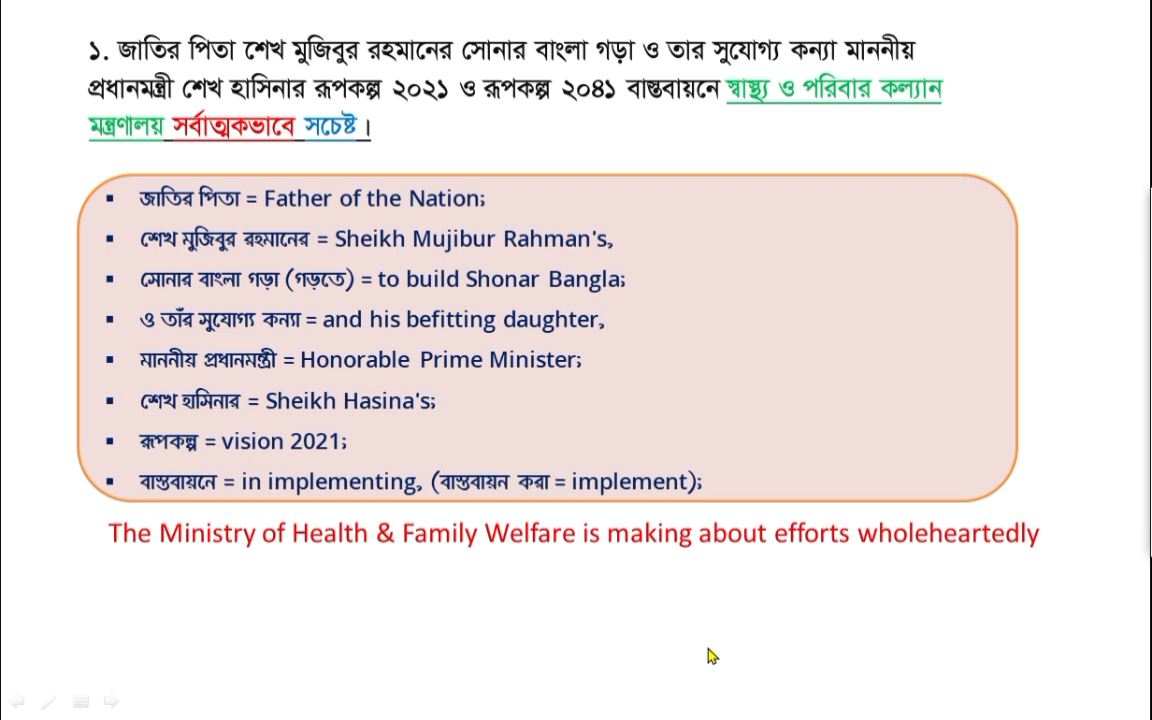 ১. জাতির পিতা শেখ মুজিবুর রহমানের সোনার বাংলা গড়া ও তার সুযোগ্য কন্যা মাননীয়
প্রধানমন্ত্রী শেখ হাসিনার রূপকল্প ২০২১ ও রূপকল্প ২০৪১ বাস্তবায়নে স্বাস্থ্য ও পরিবার কল্যান
মন্ত্রণালয় সর্বাত্মকভাবে সচেষ্ট।
▪ জাতির পিতা = Father of the Nation;
▪ শেখ মুজিবুর রহমানের = Sheikh Mujibur Rahman's,
▪ সোনার বাংলা গড়া (গড়তে) = to build Shonar Bangla;
▪ ও তাঁর সুযোগ্য কন্যা = and his befitting daughter,
▪ মাননীয় প্রধানমন্ত্রী = Honorable Prime Minister;
▪ শেখ হাসিনার = Sheikh Hasina's;
▪ রূপকল্প = vision 2021;
▪ বাস্তবায়নে = in implementing, (বাস্তবায়ন করা = implement);
The Ministry of Health & Family Welfare is making about efforts wholeheartedly